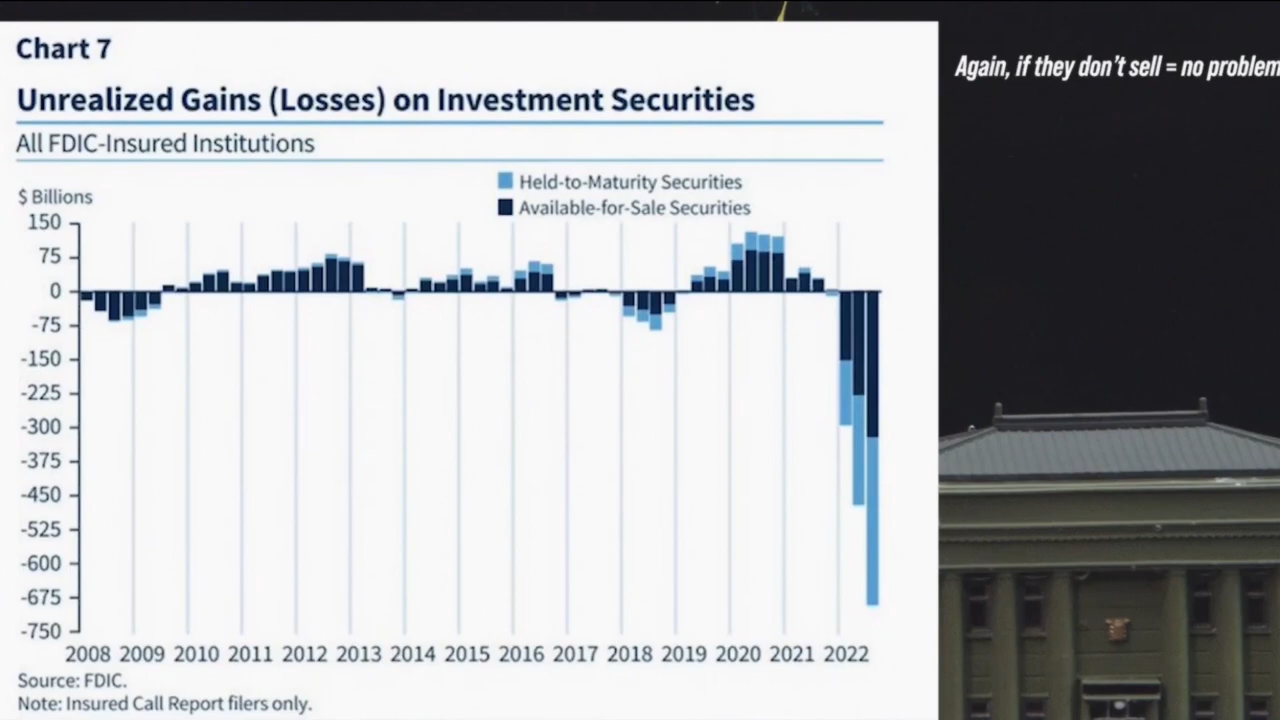 Chart 7
Again, if they don't sell = no problem
Unrealized Gains (Losses) on Investment Securities
All FDIC-Insured Institutions
$ Billions
Held-to-Maturity Securities
Available-for-Sale Securities
150
75
0
-75
-150
-225
-300
-375
-450
-525
-600
-675
-750
2008 2009 2010 2011 2012 2013 2014 2015 2016 2017 2018 2019 2020 2021 2022
Source: FDIC.
Note: Insured Call Report filers only.